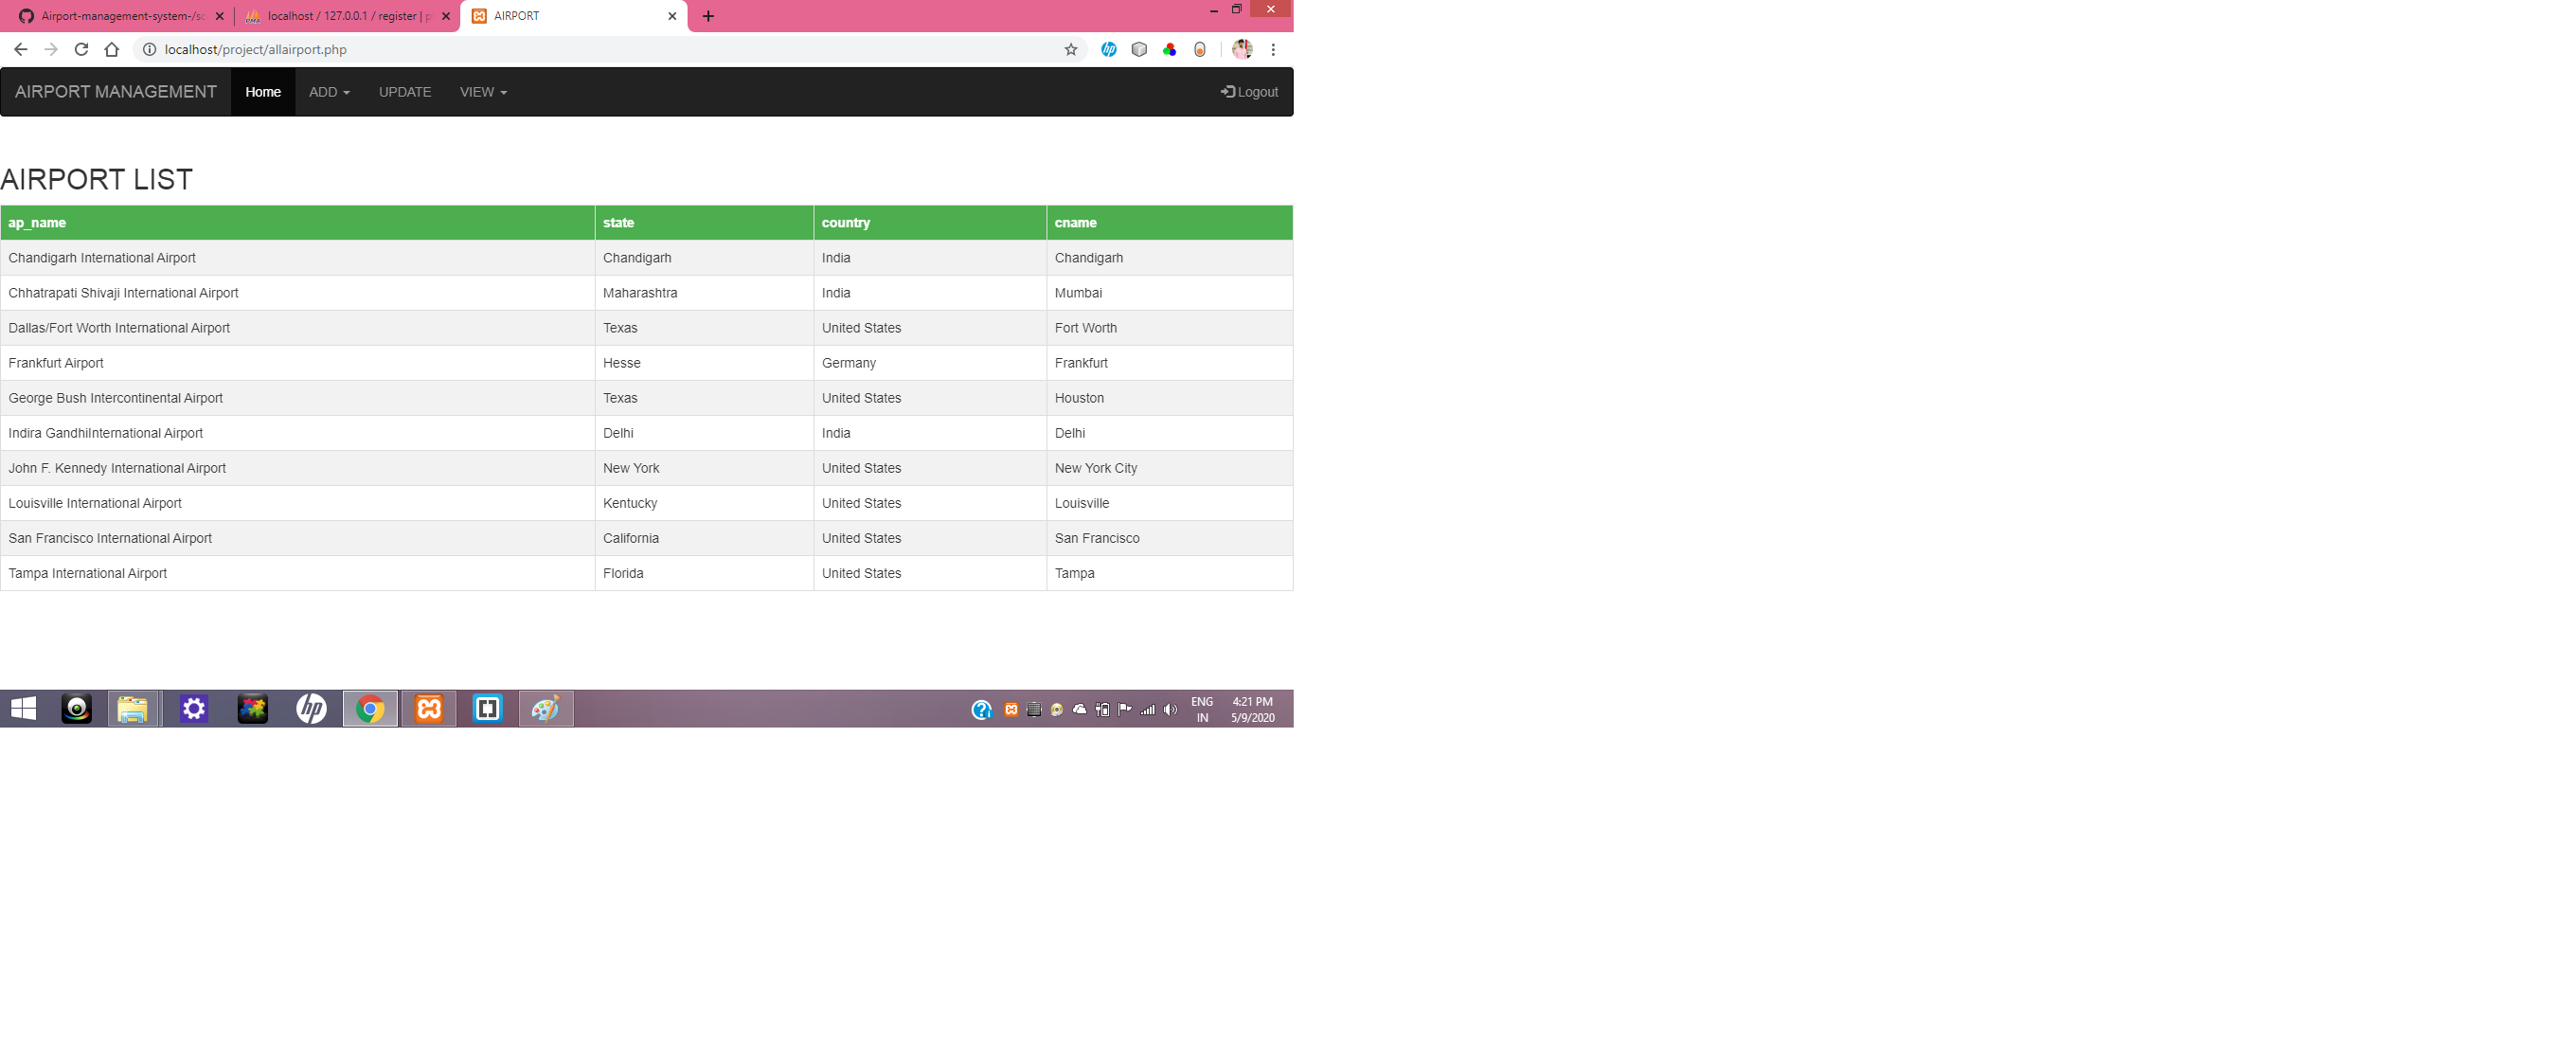 Airport-management-system-/sc
localhost / 127.0.0.1 / register | p
AIRPORT
localhost/project/allairport.php
AIRPORT MANAGEMENT Home ADD UPDATE VIEW Logout
AIRPORT LIST
ap_name state country cname
Chandigarh International Airport Chandigarh India Chandigarh
Chhatrapati Shivaji International Airport Maharashtra India Mumbai
Dallas/Fort Worth International Airport Texas United States Fort Worth
Frankfurt Airport Hesse Germany Frankfurt
George Bush Intercontinental Airport Texas United States Houston
Indira GandhiInternational Airport Delhi India Delhi
John F. Kennedy International Airport New York United States New York City
Louisville International Airport Kentucky United States Louisville
San Francisco International Airport California United States San Francisco
Tampa International Airport Florida United States Tampa
hp
ENG 4:21 PM
IN 5/9/2020